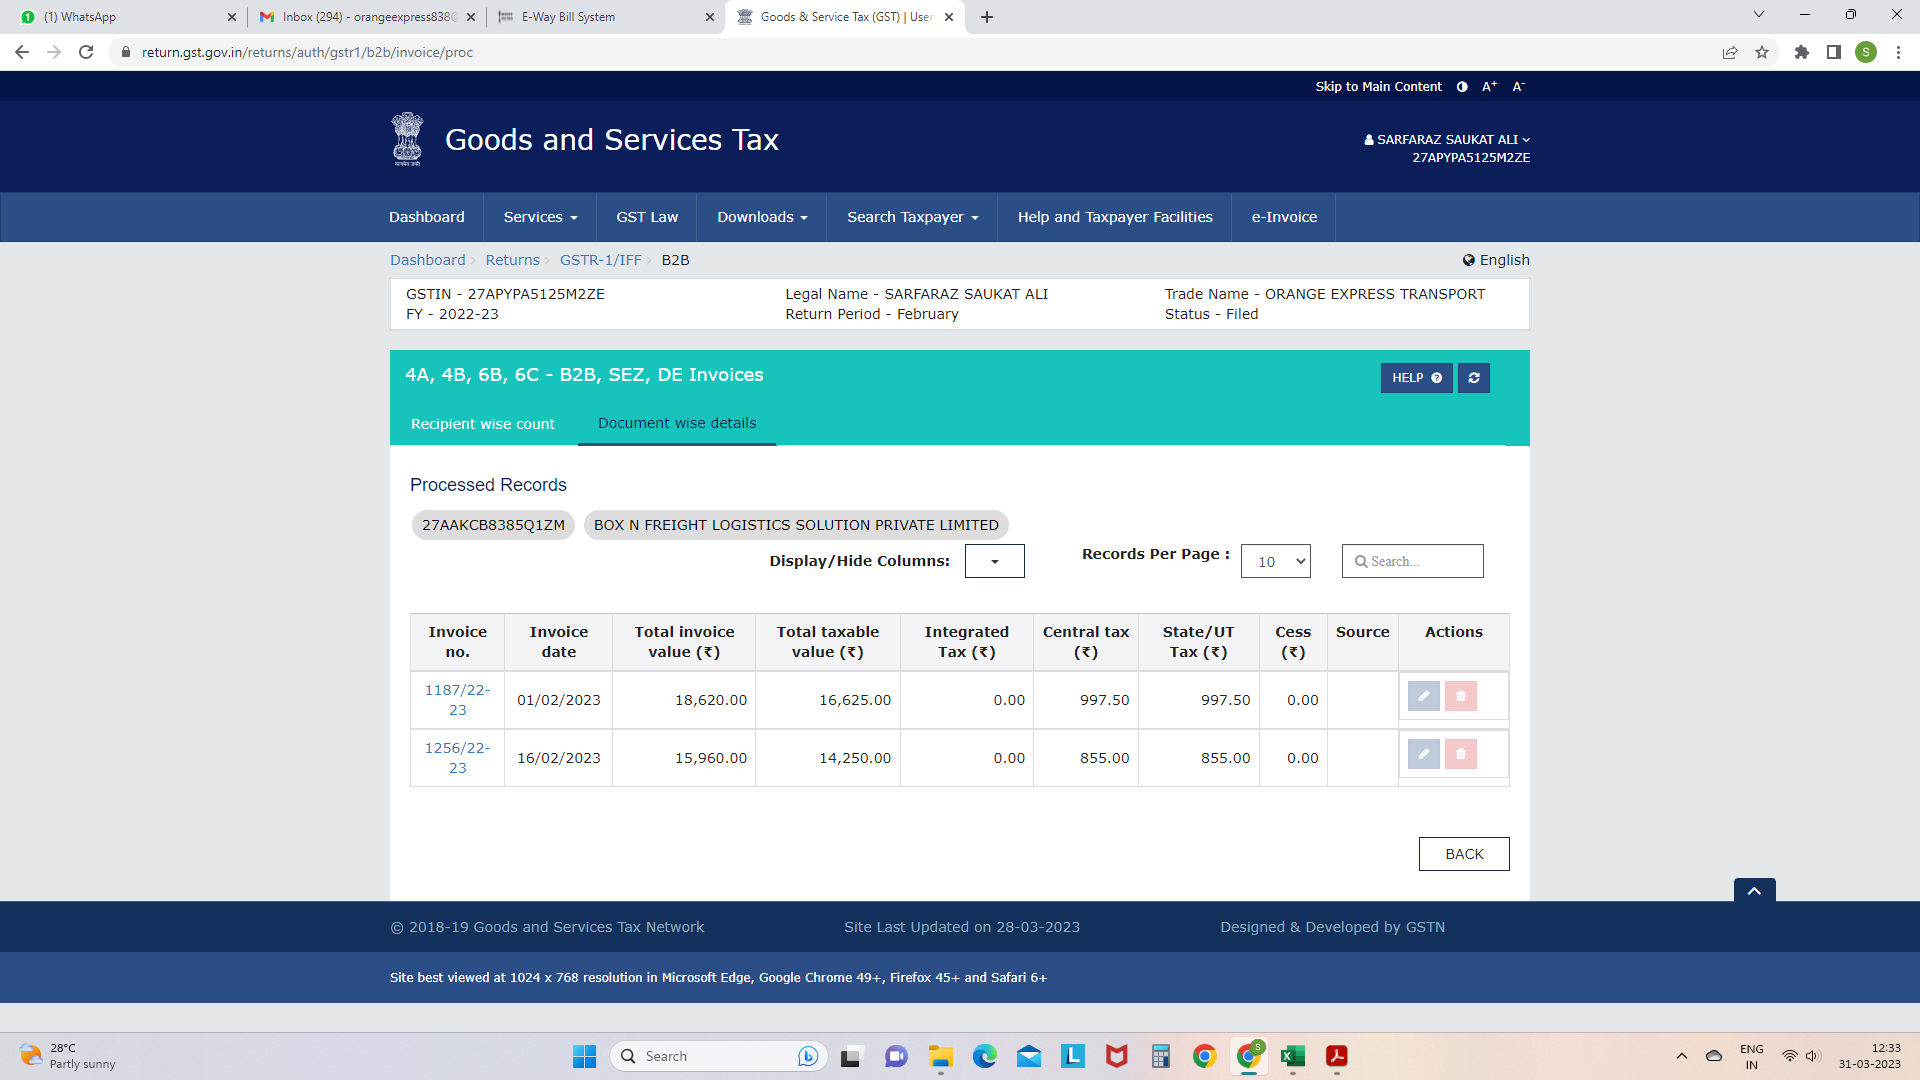 (1) WhatsApp
Inbox (294) - orangeexpress838@
E-Way Bill System
Goods & Service Tax (GST) | User
return.gst.gov.in/returns/auth/gstr1/b2b/invoice/proc
S
Skip to Main Content A+ A-
Goods and Services Tax
SARFARAZ SAUKAT ALI
27APYPA5125M2ZE
Dashboard Services GST Law Downloads Search Taxpayer Help and Taxpayer Facilities e-Invoice
Dashboard Returns GSTR-1/IFF B2B
English
GSTIN - 27APYPA5125M2ZE Legal Name - SARFARAZ SAUKAT ALI Trade Name - ORANGE EXPRESS TRANSPORT
FY - 2022-23 Return Period - February Status - Filed
4A, 4B, 6B, 6C - B2B, SEZ, DE Invoices
HELP
Recipient wise count Document wise details
Processed Records
27AAKCB8385Q1ZM BOX N FREIGHT LOGISTICS SOLUTION PRIVATE LIMITED
Display/Hide Columns: Records Per Page : 10 Search...
Invoice no. Invoice date Total invoice value (₹) Total taxable value (₹) Integrated Tax (₹) Central tax (₹) State/UT Tax (₹) Cess (₹) Source Actions
1187/22-23 01/02/2023 18,620.00 16,625.00 0.00 997.50 997.50 0.00
1256/22-23 16/02/2023 15,960.00 14,250.00 0.00 855.00 855.00 0.00
BACK
© 2018-19 Goods and Services Tax Network Site Last Updated on 28-03-2023 Designed & Developed by GSTN
Site best viewed at 1024 x 768 resolution in Microsoft Edge, Google Chrome 49+, Firefox 45+ and Safari 6+
28°C
Partly sunny
Search
ENG
IN
12:33
31-03-2023